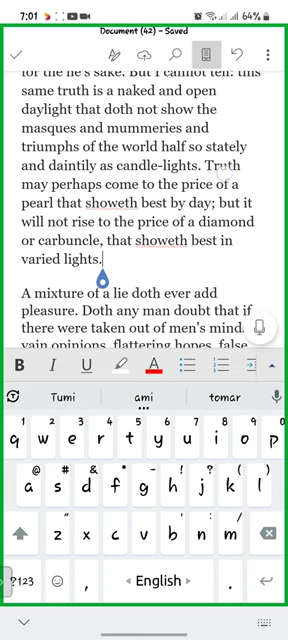 7:01
64%
Document (42) – Saved
for the lie's sake. But I cannot tell: this
same truth is a naked and open
daylight that doth not show the
masques and mummeries and
triumphs of the world half so stately
and daintily as candle-lights. Truth
may perhaps come to the price of a
pearl that showeth best by day; but it
will not rise to the price of a diamond
or carbuncle, that showeth best in
varied lights.
A mixture of a lie doth ever add
pleasure. Doth any man doubt that if
there were taken out of men's minds
vain opinions, flattering hopes, false
B I U A
Tumi ami tomar
1 2 3 4 5 6 7 8 9 0
q w e r t y u i o p
@ # & * - ! ? ( )
a s d f g h j k l
" ' : /
z x c v b n m
?123 , English .